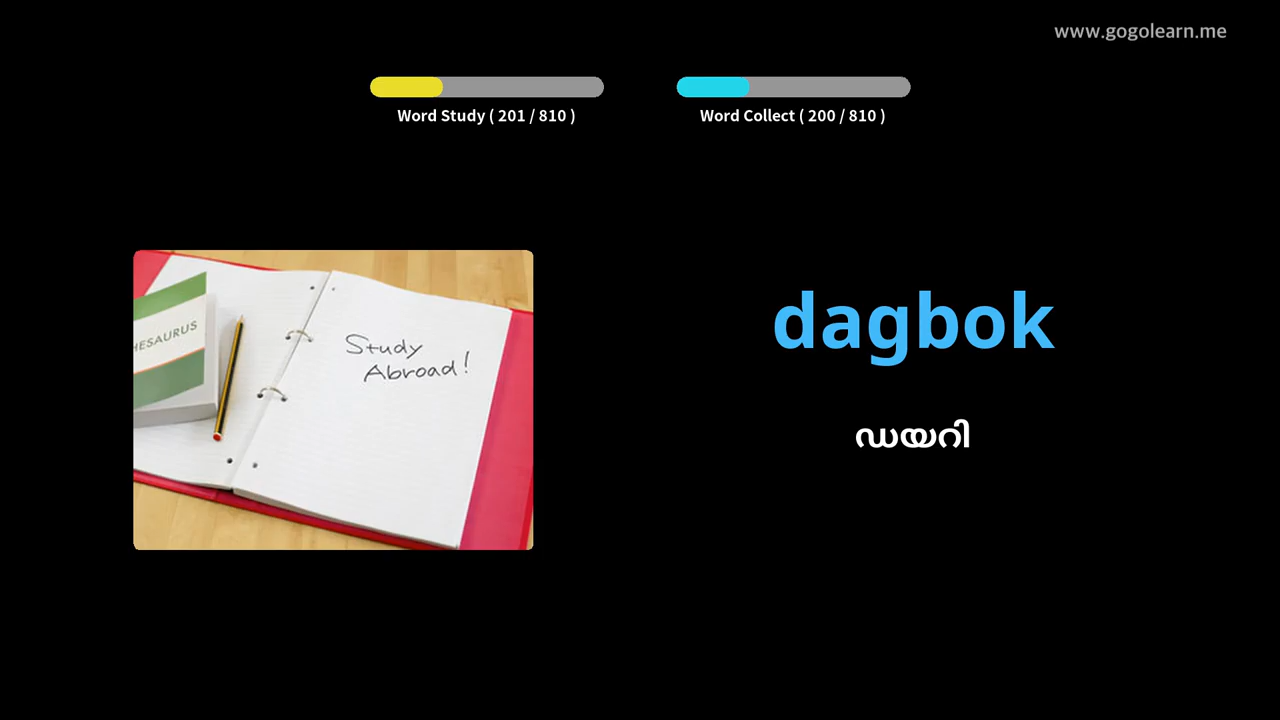 www.gogolearn.me
Word Study ( 201 / 810 )
Word Collect ( 200 / 810 )
HESAURUS
Study
Abroad!
dagbok
ഡയറി